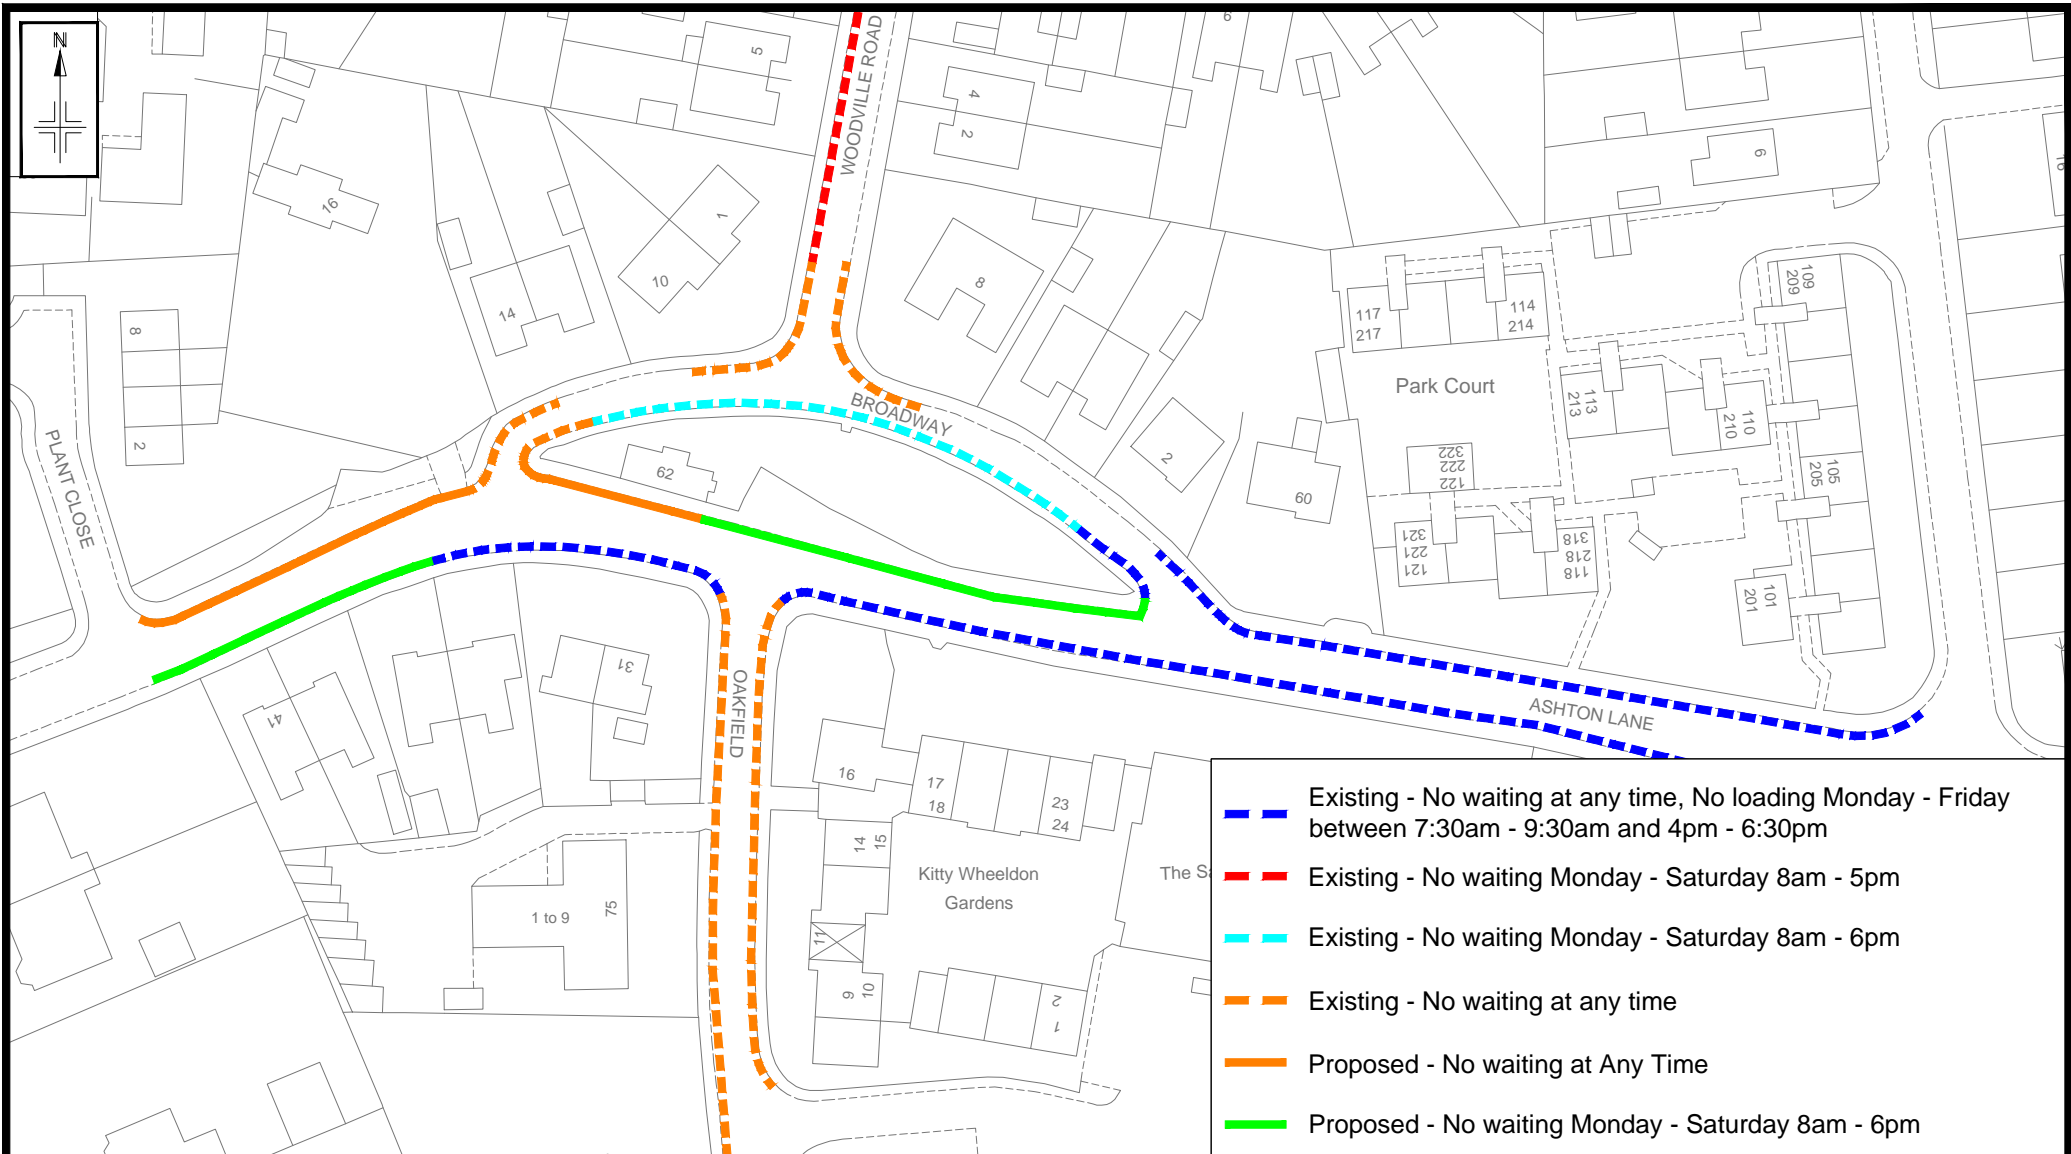 N
WOODVILLE ROAD
5
6
4
2
6
16
1
10
14
8
8
2
PLANT CLOSE
BROADWAY
62
2
60
Park Court
117
217
114
214
109
209
113
213
110
210
322
222
122
105
205
321
221
121
318
218
118
101
201
31
41
OAKFIELD
ASHTON LANE
16
17
18
23
24
14
15
Kitty Wheeldon
Gardens
The Sa
1 to 9
75
11
9
10
2
1
Existing - No waiting at any time, No loading Monday - Friday
between 7:30am - 9:30am and 4pm - 6:30pm
Existing - No waiting Monday - Saturday 8am - 5pm
Existing - No waiting Monday - Saturday 8am - 6pm
Existing - No waiting at any time
Proposed - No waiting at Any Time
Proposed - No waiting Monday - Saturday 8am - 6pm